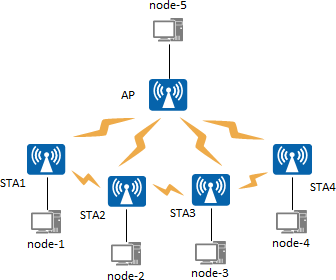 node-5
AP
STA1
STA2
STA3
STA4
node-1
node-2
node-3
node-4